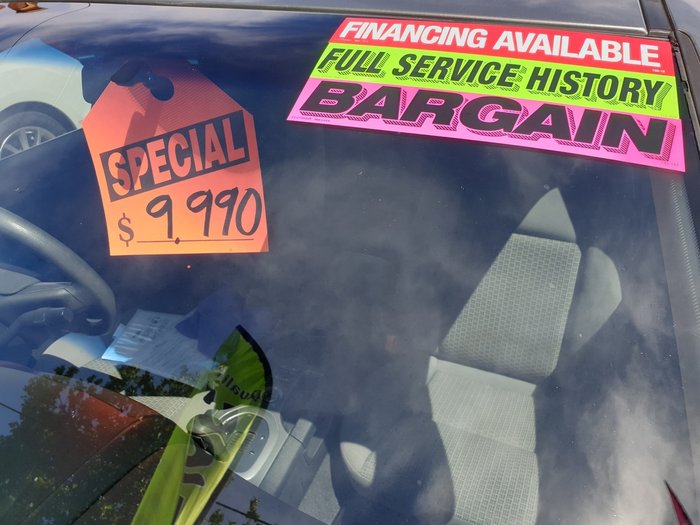 FINANCING AVAILABLE
FULL SERVICE HISTORY
BARGAIN
SPECIAL
$ 9,990